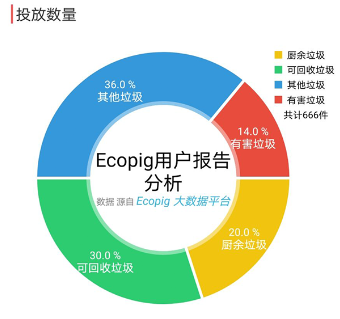 投放数量
厨余垃圾
可回收垃圾
其他垃圾
有害垃圾
共计666件
36.0 %
其他垃圾
14.0 %
有害垃圾
Ecopig用户报告
分析
数据 源自 Ecopig 大数据平台
20.0 %
厨余垃圾
30.0 %
可回收垃圾